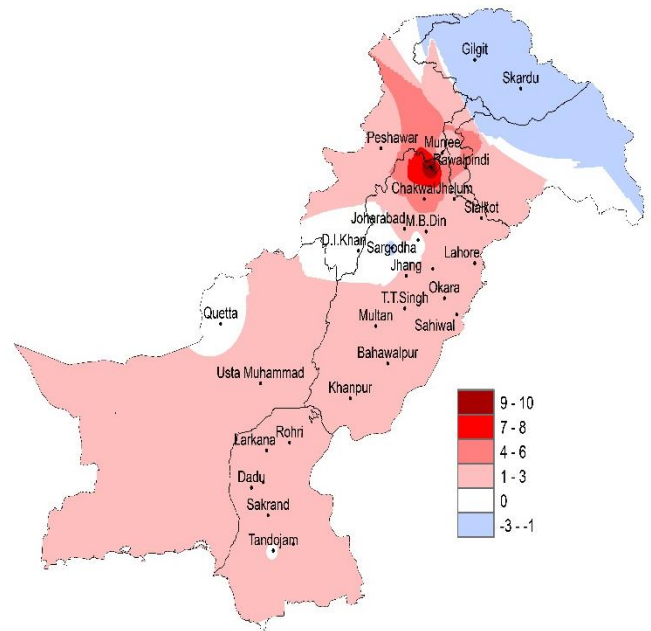 Gilgit
Skardu
Peshawar
Murree
Rawalpindi
Chakwal
Jhelum
Sialkot
Joharabad
M.B.Din
D.I.Khan
Sargodha
Lahore
Jhang
Okara
T.T.Singh
Multan
Sahiwal
Quetta
Bahawalpur
Usta Muhammad
Khanpur
Rohri
Larkana
Dadu
Sakrand
Tandojam
9 - 10
7 - 8
4 - 6
1 - 3
0
-3 - -1